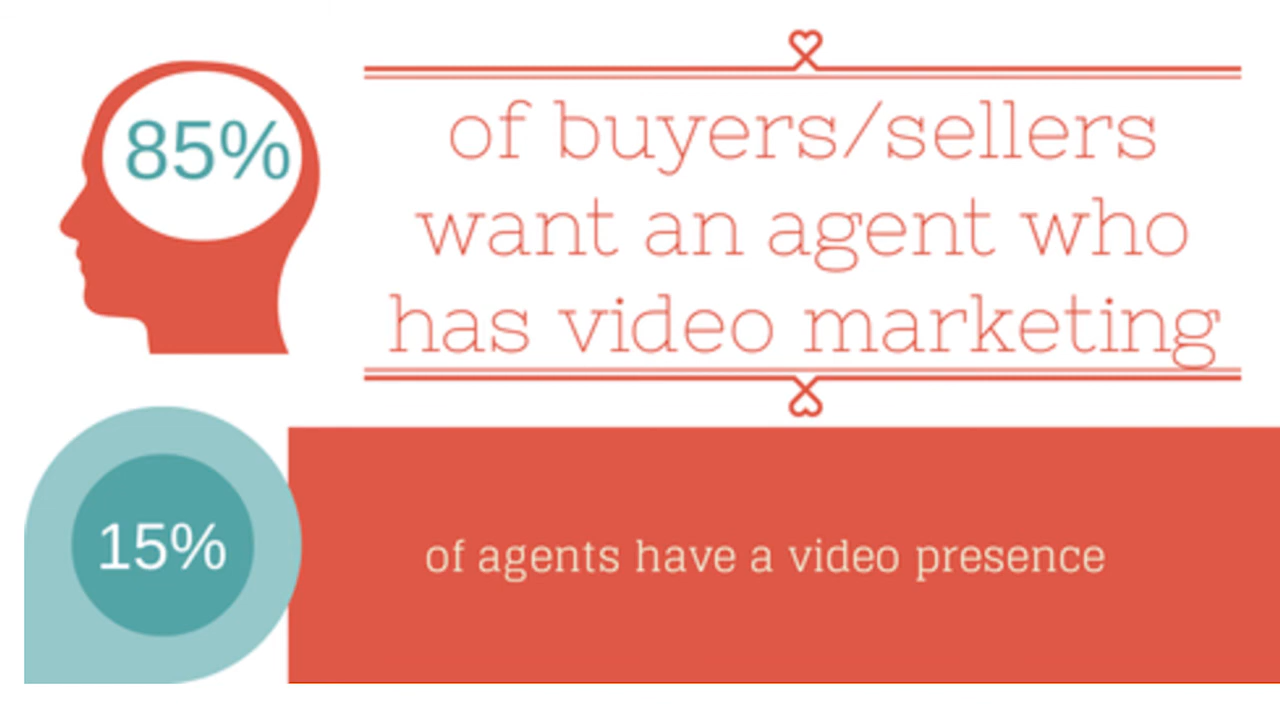 85%
of buyers/sellers
want an agent who
has video marketing
15%
of agents have a video presence